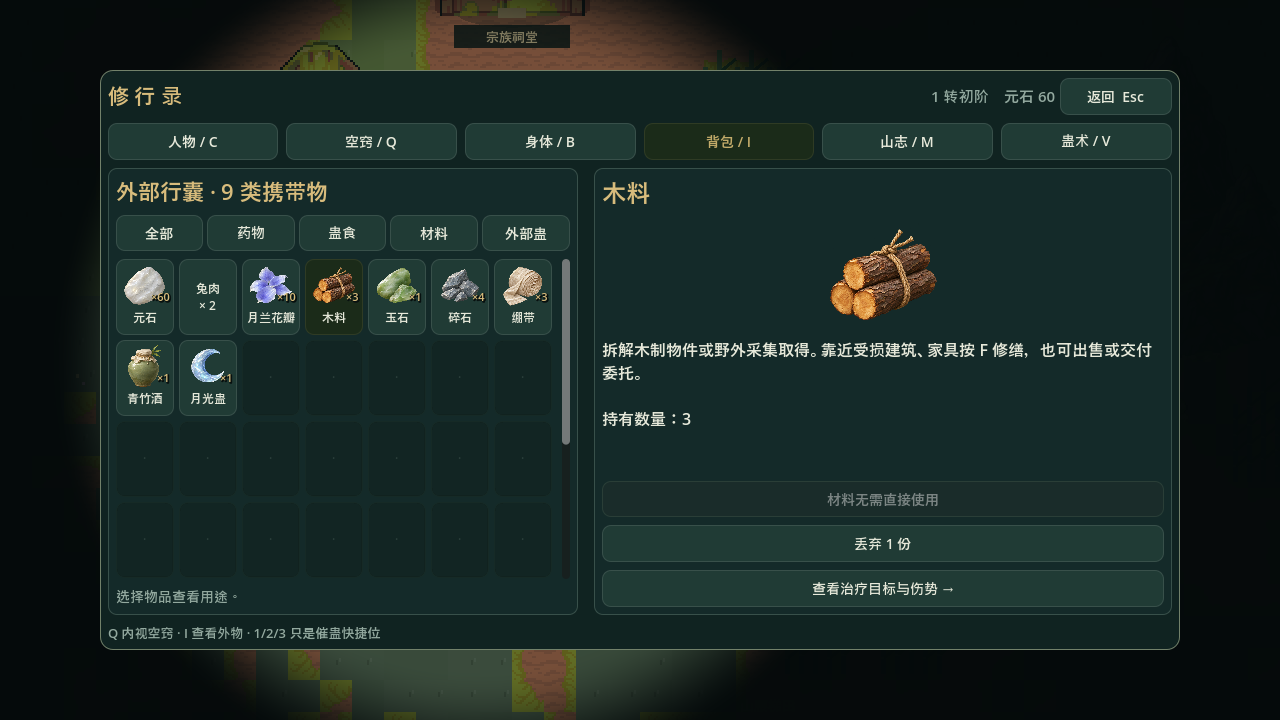 宗族祠堂
修行录
1 转初阶 元石 60 返回 Esc
人物 / C 空窍 / Q 身体 / B 背包 / I 山志 / M 蛊术 / V
外部行囊 · 9 类携带物
全部 药物 蛊食 材料 外部蛊
×60 元石
兔肉
× 2
×10 月兰花瓣
×3 木料
×1 玉石
×4 碎石
×3 绷带
×1 青竹酒
×1 月光蛊
选择物品查看用途。
木料
拆解木制物件或野外采集取得。靠近受损建筑、家具按 F 修缮，也可出售或交付
委托。
持有数量：3
材料无需直接使用
丢弃 1 份
查看治疗目标与伤势 →
Q 内视空窍 · I 查看外物 · 1/2/3 只是催蛊快捷位